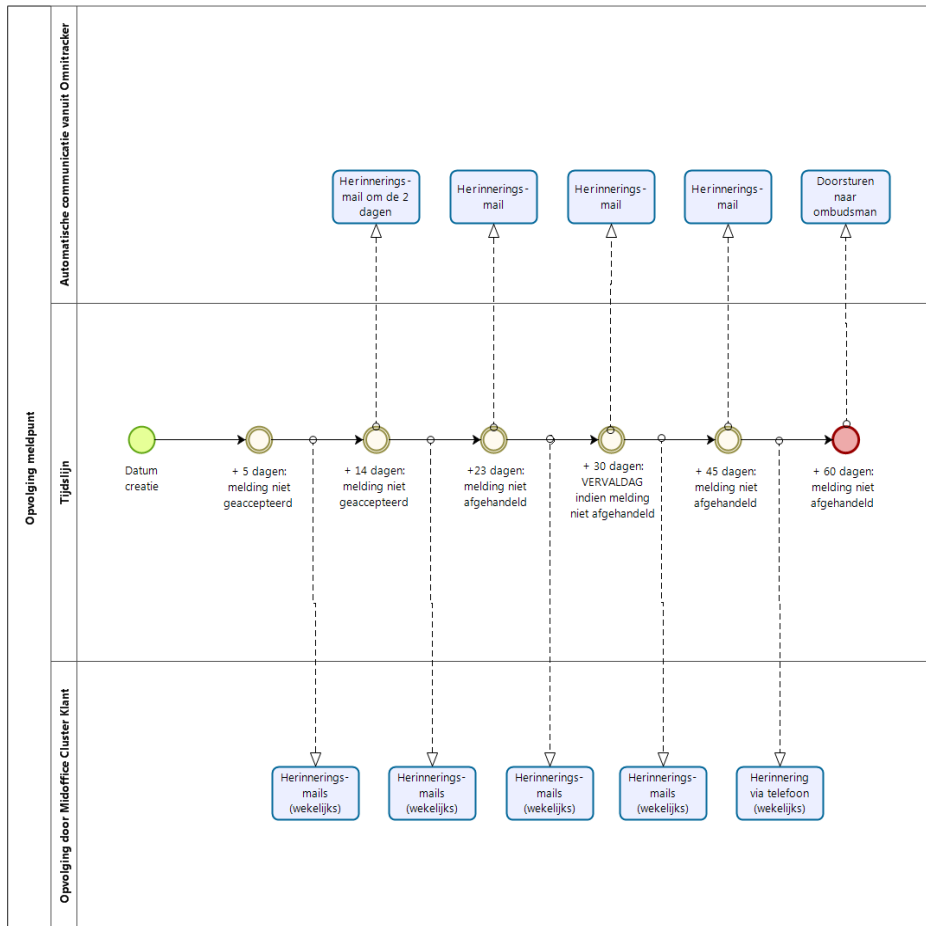 Opvolging meldpunt
Automatische communicatie vanuit Omnitracker
Herinnerings-
mail om de 2
dagen
Herinnerings-
mail
Herinnerings-
mail
Herinnerings-
mail
Doorsturen
naar
ombudsman
Tijdslijn
Datum
creatie
+ 5 dagen:
melding niet
geaccepteerd
+ 14 dagen:
melding niet
geaccepteerd
+23 dagen:
melding niet
afgehandeld
+ 30 dagen:
VERVALDAG
indien melding
niet afgehandeld
+ 45 dagen:
melding niet
afgehandeld
+ 60 dagen:
melding niet
afgehandeld
Opvolging door Midoffice Cluster Klant
Herinnerings-
mails
(wekelijks)
Herinnerings-
mails
(wekelijks)
Herinnerings-
mails
(wekelijks)
Herinnerings-
mails
(wekelijks)
Herinnering
via telefoon
(wekelijks)